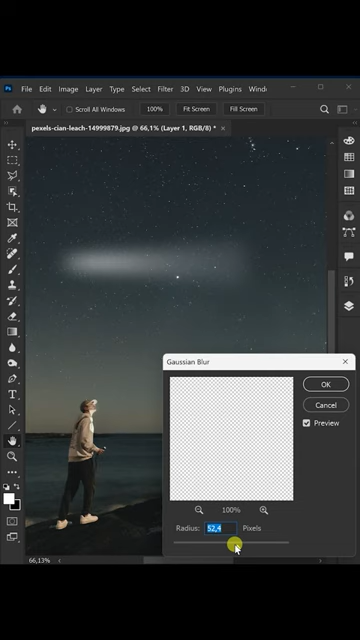 Ps File Edit Image Layer Type Select Filter 3D View Plugins Wind
Scroll All Windows 100% Fit Screen Fill Screen
pexels-cian-leach-14999879.jpg @ 66,1% (Layer 1, RGB/8) *
Gaussian Blur
OK
Cancel
Preview
100%
Radius: 52,4 Pixels
66,13%